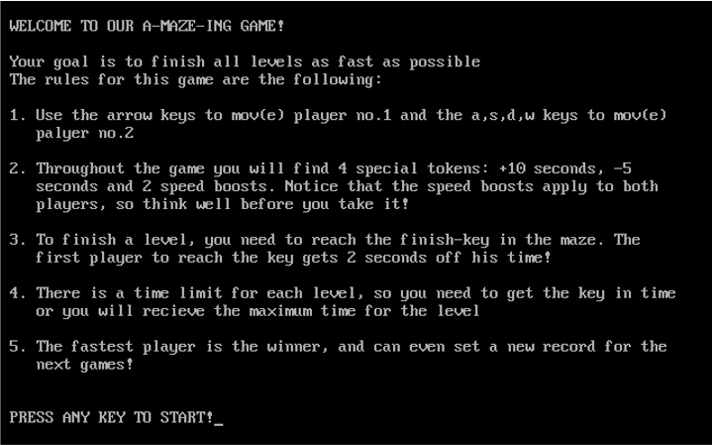 WELCOME TO OUR A-MAZE-ING GAME!
Your goal is to finish all levels as fast as possible
The rules for this game are the following:
1. Use the arrow keys to mov(e) player no.1 and the a,s,d,w keys to mov(e)
palyer no.2
2. Throughout the game you will find 4 special tokens: +10 seconds, -5
seconds and 2 speed boosts. Notice that the speed boosts apply to both
players, so think well before you take it!
3. To finish a level, you need to reach the finish-key in the maze. The
first player to reach the key gets 2 seconds off his time!
4. There is a time limit for each level, so you need to get the key in time
or you will recieve the maximum time for the level
5. The fastest player is the winner, and can even set a new record for the
next games!
PRESS ANY KEY TO START!_